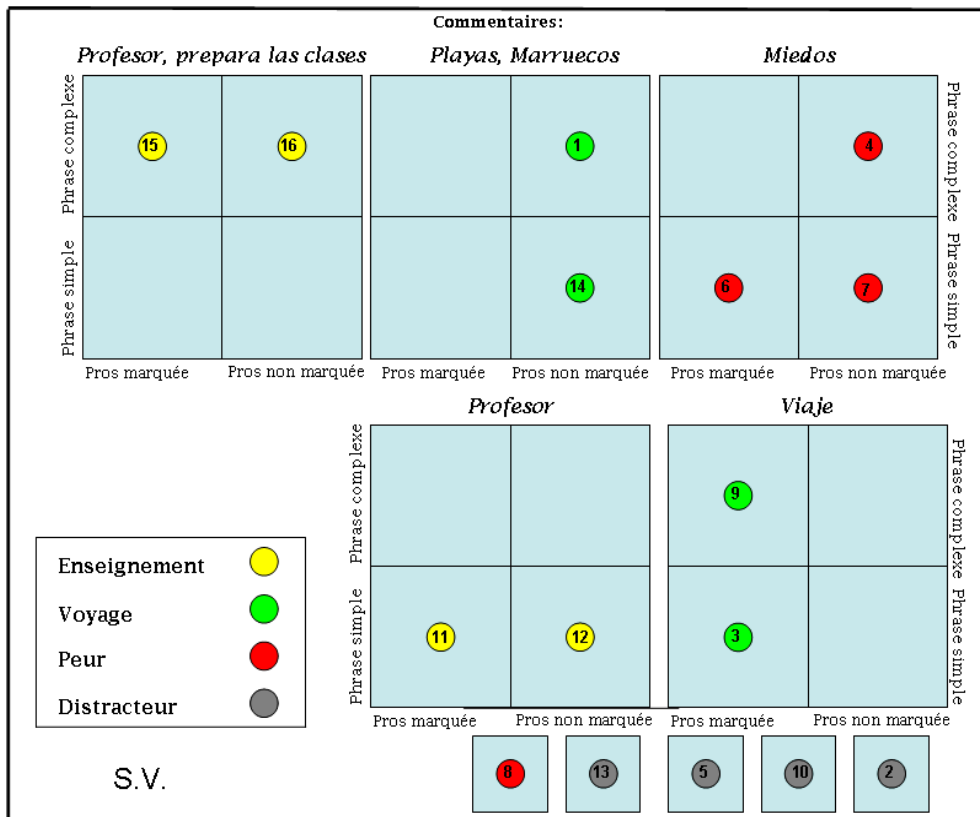 Commentaires:
Profesor, prepara las clases
Playas, Marruecos
Miedos
Phrase complexe
Phrase simple
15
16
1
14
4
6
7
Phrase complexe
Phrase simple
Pros marquée
Pros non marquée
Pros marquée
Pros non marquée
Pros marquée
Pros non marquée
Profesor
Viaje
Phrase complexe
Phrase simple
9
11
12
3
Phrase complexe
Phrase simple
Pros marquée
Pros non marquée
Pros marquée
Pros non marquée
Enseignement
Voyage
Peur
Distracteur
S.V.
8
13
5
10
2